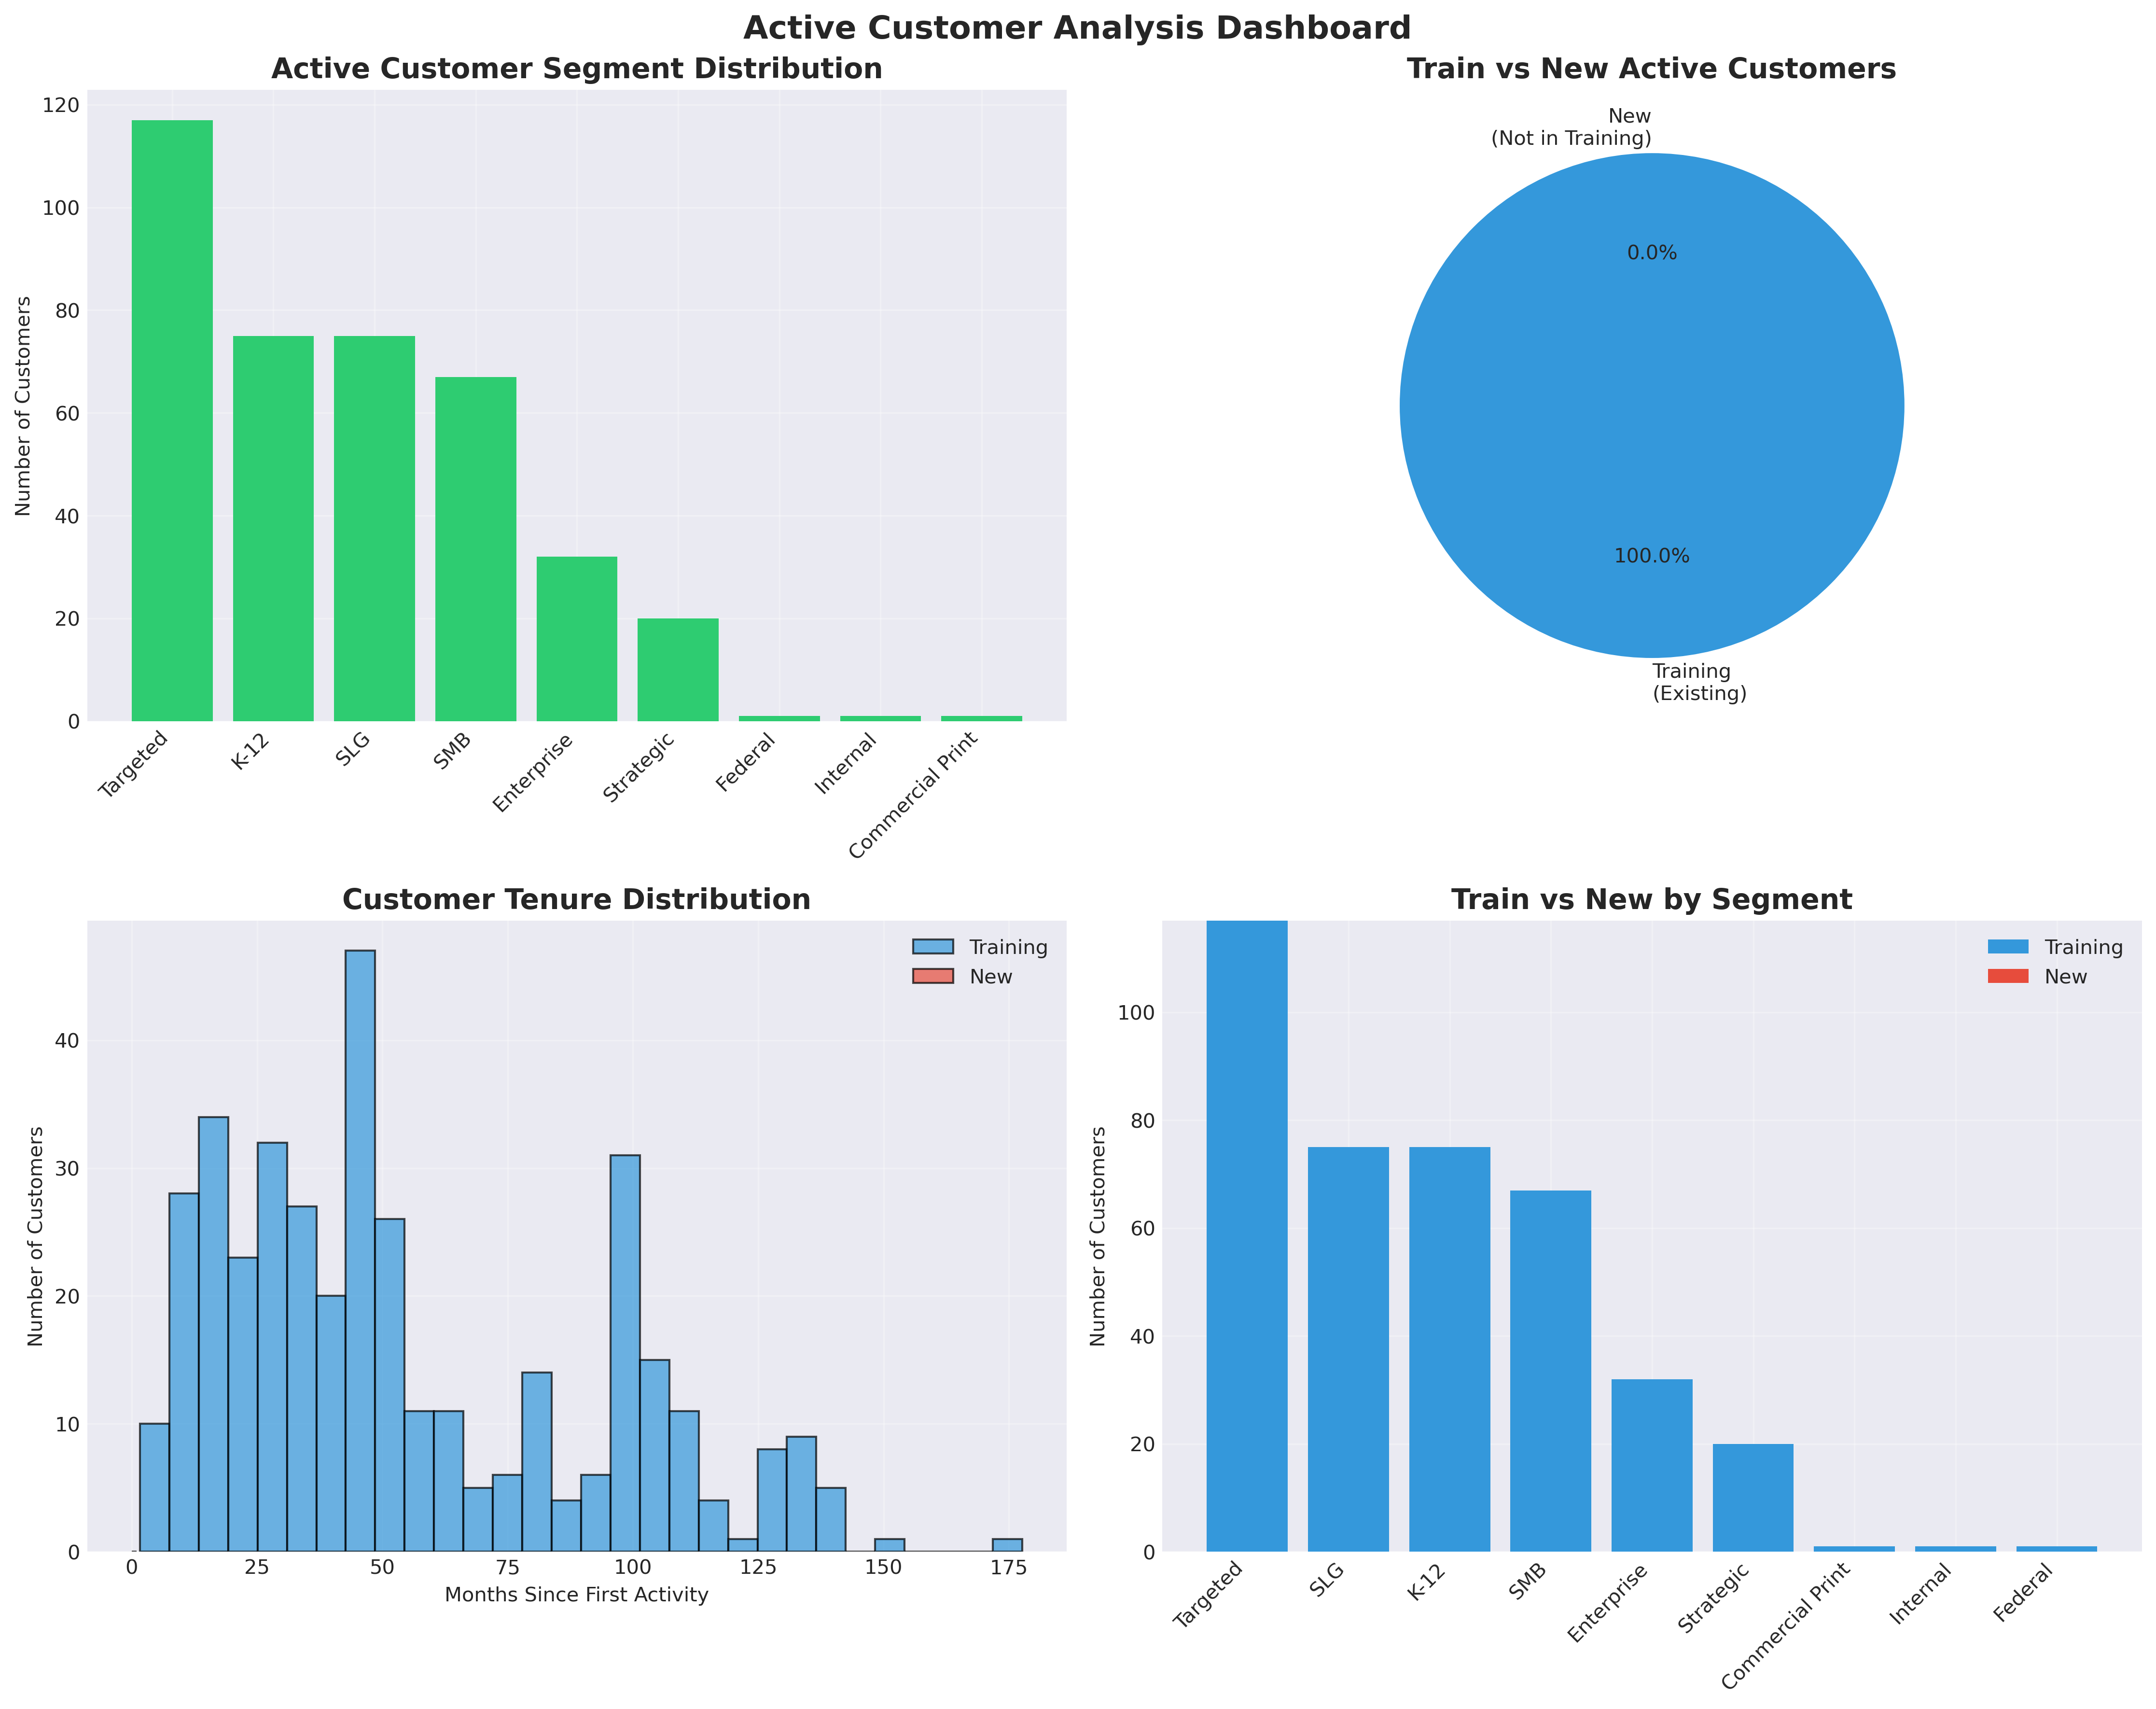 Active Customer Analysis Dashboard
Active Customer Segment Distribution
Number of Customers
120
100
80
60
40
20
0
Targeted
K-12
SLG
SMB
Enterprise
Strategic
Federal
Internal
Commercial Print
Train vs New Active Customers
New
(Not in Training)
0.0%
100.0%
Training
(Existing)
Customer Tenure Distribution
Number of Customers
40
30
20
10
0
0
25
50
75
100
125
150
175
Months Since First Activity
Training
New
Train vs New by Segment
Number of Customers
100
80
60
40
20
0
Targeted
SLG
K-12
SMB
Enterprise
Strategic
Commercial Print
Internal
Federal
Training
New